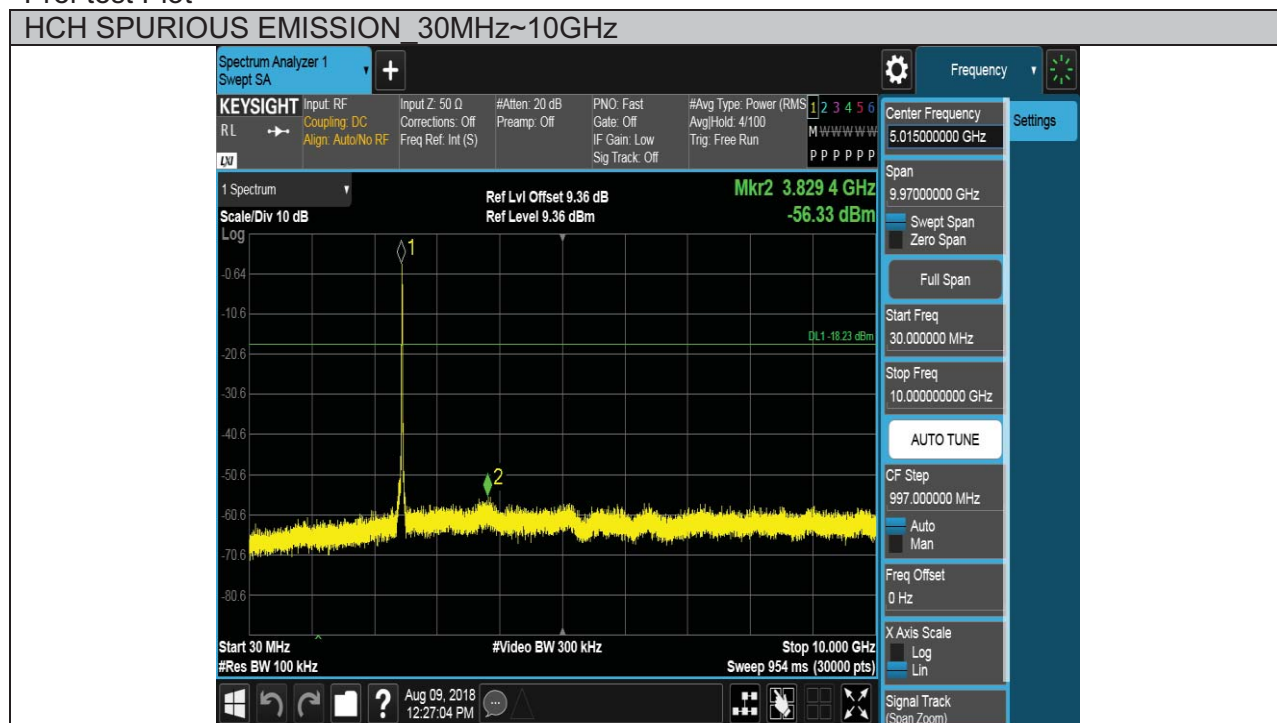 HCH SPURIOUS EMISSION_30MHz~10GHz
Spectrum Analyzer 1
Swept SA
+
Frequency
KEYSIGHT
RL
LXI
Input: RF
Coupling: DC
Align: Auto/No RF
Input Z: 50 Ω
Corrections: Off
Freq Ref: Int (S)
#Atten: 20 dB
Preamp: Off
PNO: Fast
Gate: Off
IF Gain: Low
Sig Track: Off
#Avg Type: Power (RMS
Avg|Hold: 4/100
Trig: Free Run
1 2 3 4 5 6
M W W W W W
P P P P P P
1 Spectrum
Scale/Div 10 dB
Log
Ref Lvl Offset 9.36 dB
Ref Level 9.36 dBm
Mkr2 3.829 4 GHz
-56.33 dBm
1
-0.64
-10.6
DL1 -18.23 dBm
-20.6
-30.6
-40.6
-50.6
2
-60.6
-70.6
-80.6
Start 30 MHz
#Video BW 300 kHz
Stop 10.000 GHz
#Res BW 100 kHz
Sweep 954 ms (30000 pts)
?
Aug 09, 2018
12:27:04 PM
Center Frequency
5.015000000 GHz
Settings
Span
9.97000000 GHz
Swept Span
Zero Span
Full Span
Start Freq
30.000000 MHz
Stop Freq
10.000000000 GHz
AUTO TUNE
CF Step
997.000000 MHz
Auto
Man
Freq Offset
0 Hz
X Axis Scale
Log
Lin
Signal Track
(Span Zoom)